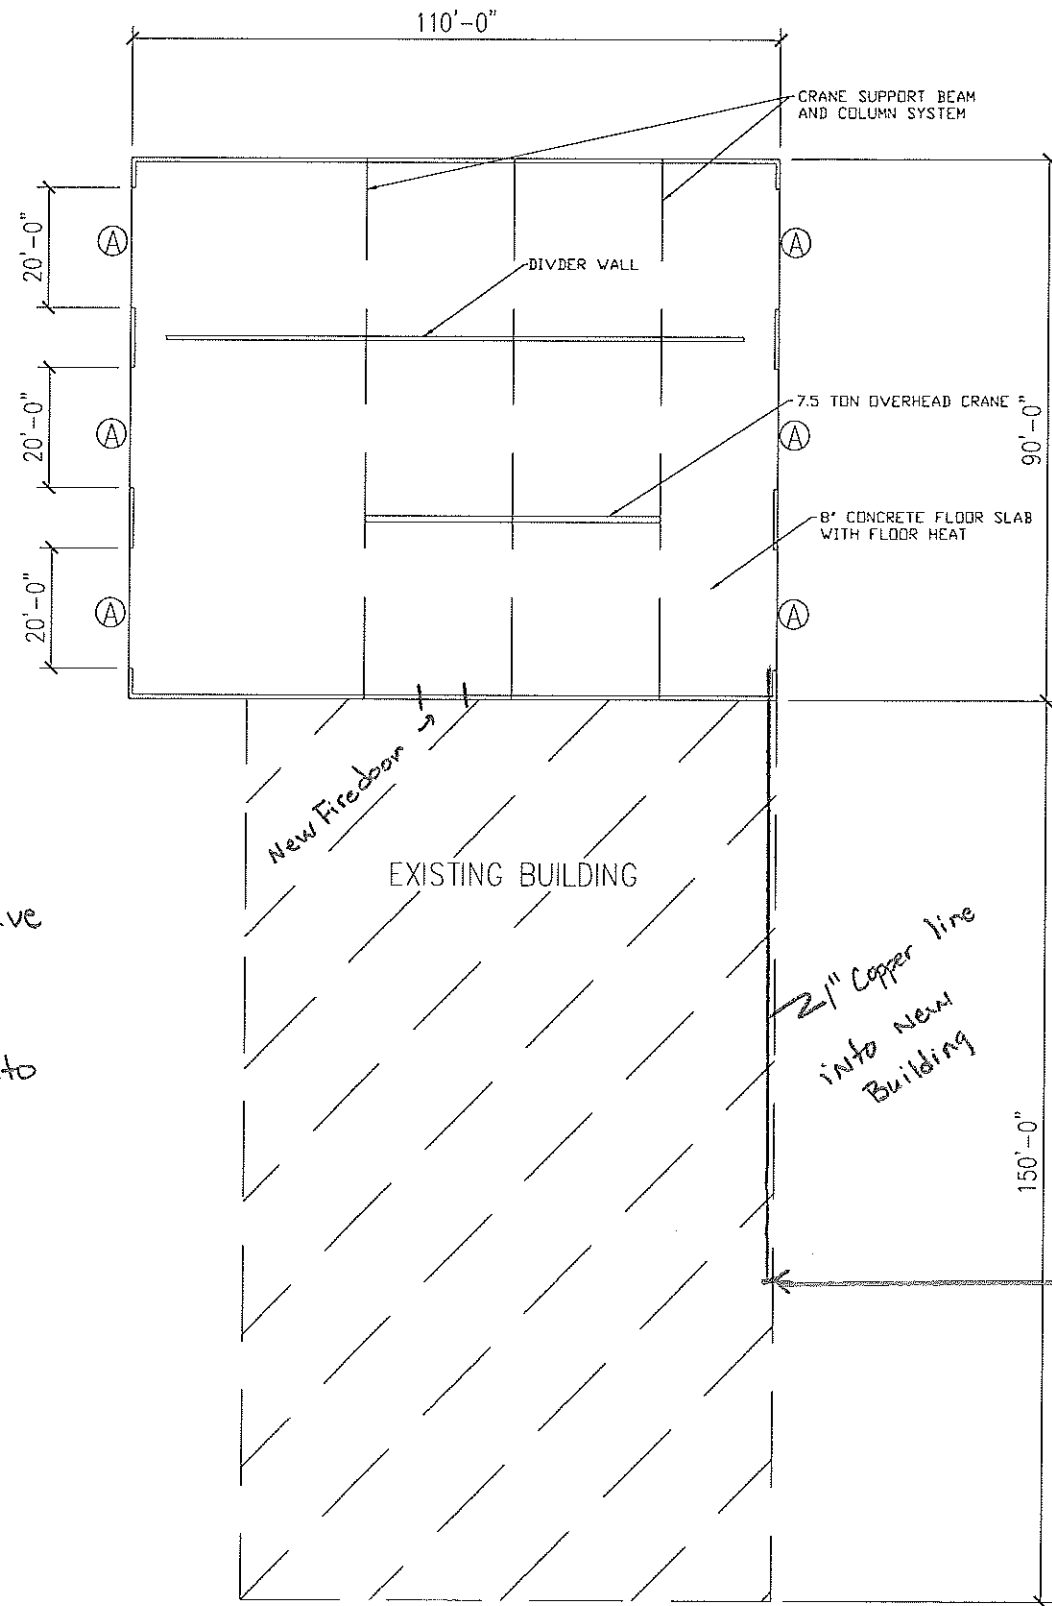 110'-0"
CRANE SUPPORT BEAM
AND COLUMN SYSTEM
20'-0"
A
A
DIVDER WALL
20'-0"
7.5 TON OVERHEAD CRANE
90'-0"
A
A
8" CONCRETE FLOOR SLAB
WITH FLOOR HEAT
20'-0"
A
A
New Firedoor
EXISTING BUILDING
ve
1" Copper line
into New
Building
to
150'-0"